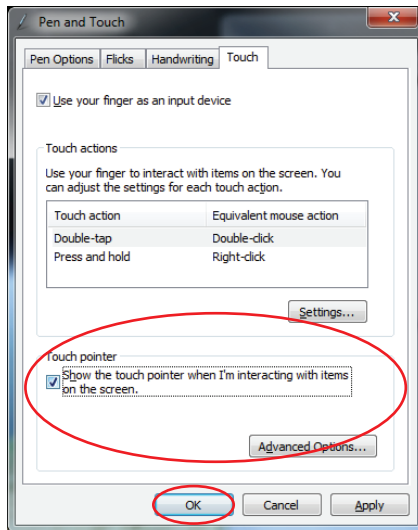 Pen and Touch
Pen Options Flicks Handwriting Touch
Use your finger as an input device
Touch actions
Use your finger to interact with items on the screen. You
can adjust the settings for each touch action.
Touch action Equivalent mouse action
Double-tap Double-click
Press and hold Right-click
Settings...
Touch pointer
Show the touch pointer when I'm interacting with items
on the screen.
Advanced Options...
OK Cancel Apply